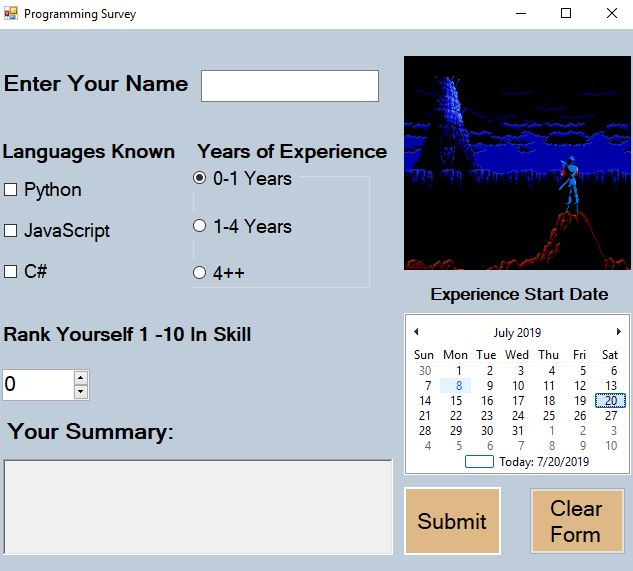 Programming Survey
Enter Your Name
Languages Known
Years of Experience
Python
0-1 Years
JavaScript
1-4 Years
C#
4++
Rank Yourself 1 -10 In Skill
0
Your Summary:
Experience Start Date
July 2019
Sun Mon Tue Wed Thu Fri Sat
30 1 2 3 4 5 6
7 8 9 10 11 12 13
14 15 16 17 18 19 20
21 22 23 24 25 26 27
28 29 30 31 1 2 3
4 5 6 7 8 9 10
Today: 7/20/2019
Submit
Clear
Form